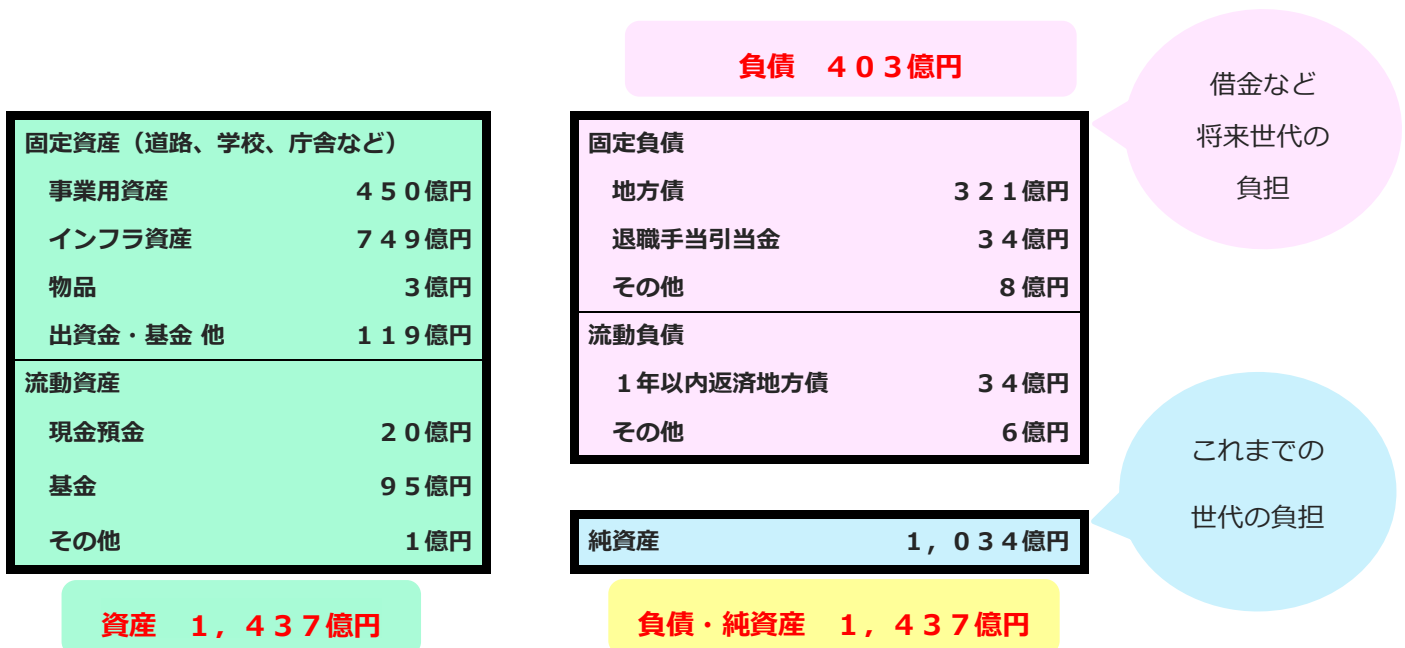 負債　４０３億円
借金など
将来世代の
負担
固定資産（道路、学校、庁舎など）
事業用資産　４５０億円
インフラ資産　７４９億円
物品　３億円
出資金・基金 他　１１９億円
流動資産
現金預金　２０億円
基金　９５億円
その他　１億円
資産　１，４３７億円
固定負債
地方債　３２１億円
退職手当引当金　３４億円
その他　８億円
流動負債
１年以内返済地方債　３４億円
その他　６億円
純資産　１，０３４億円
これまでの
世代の負担
負債・純資産　１，４３７億円